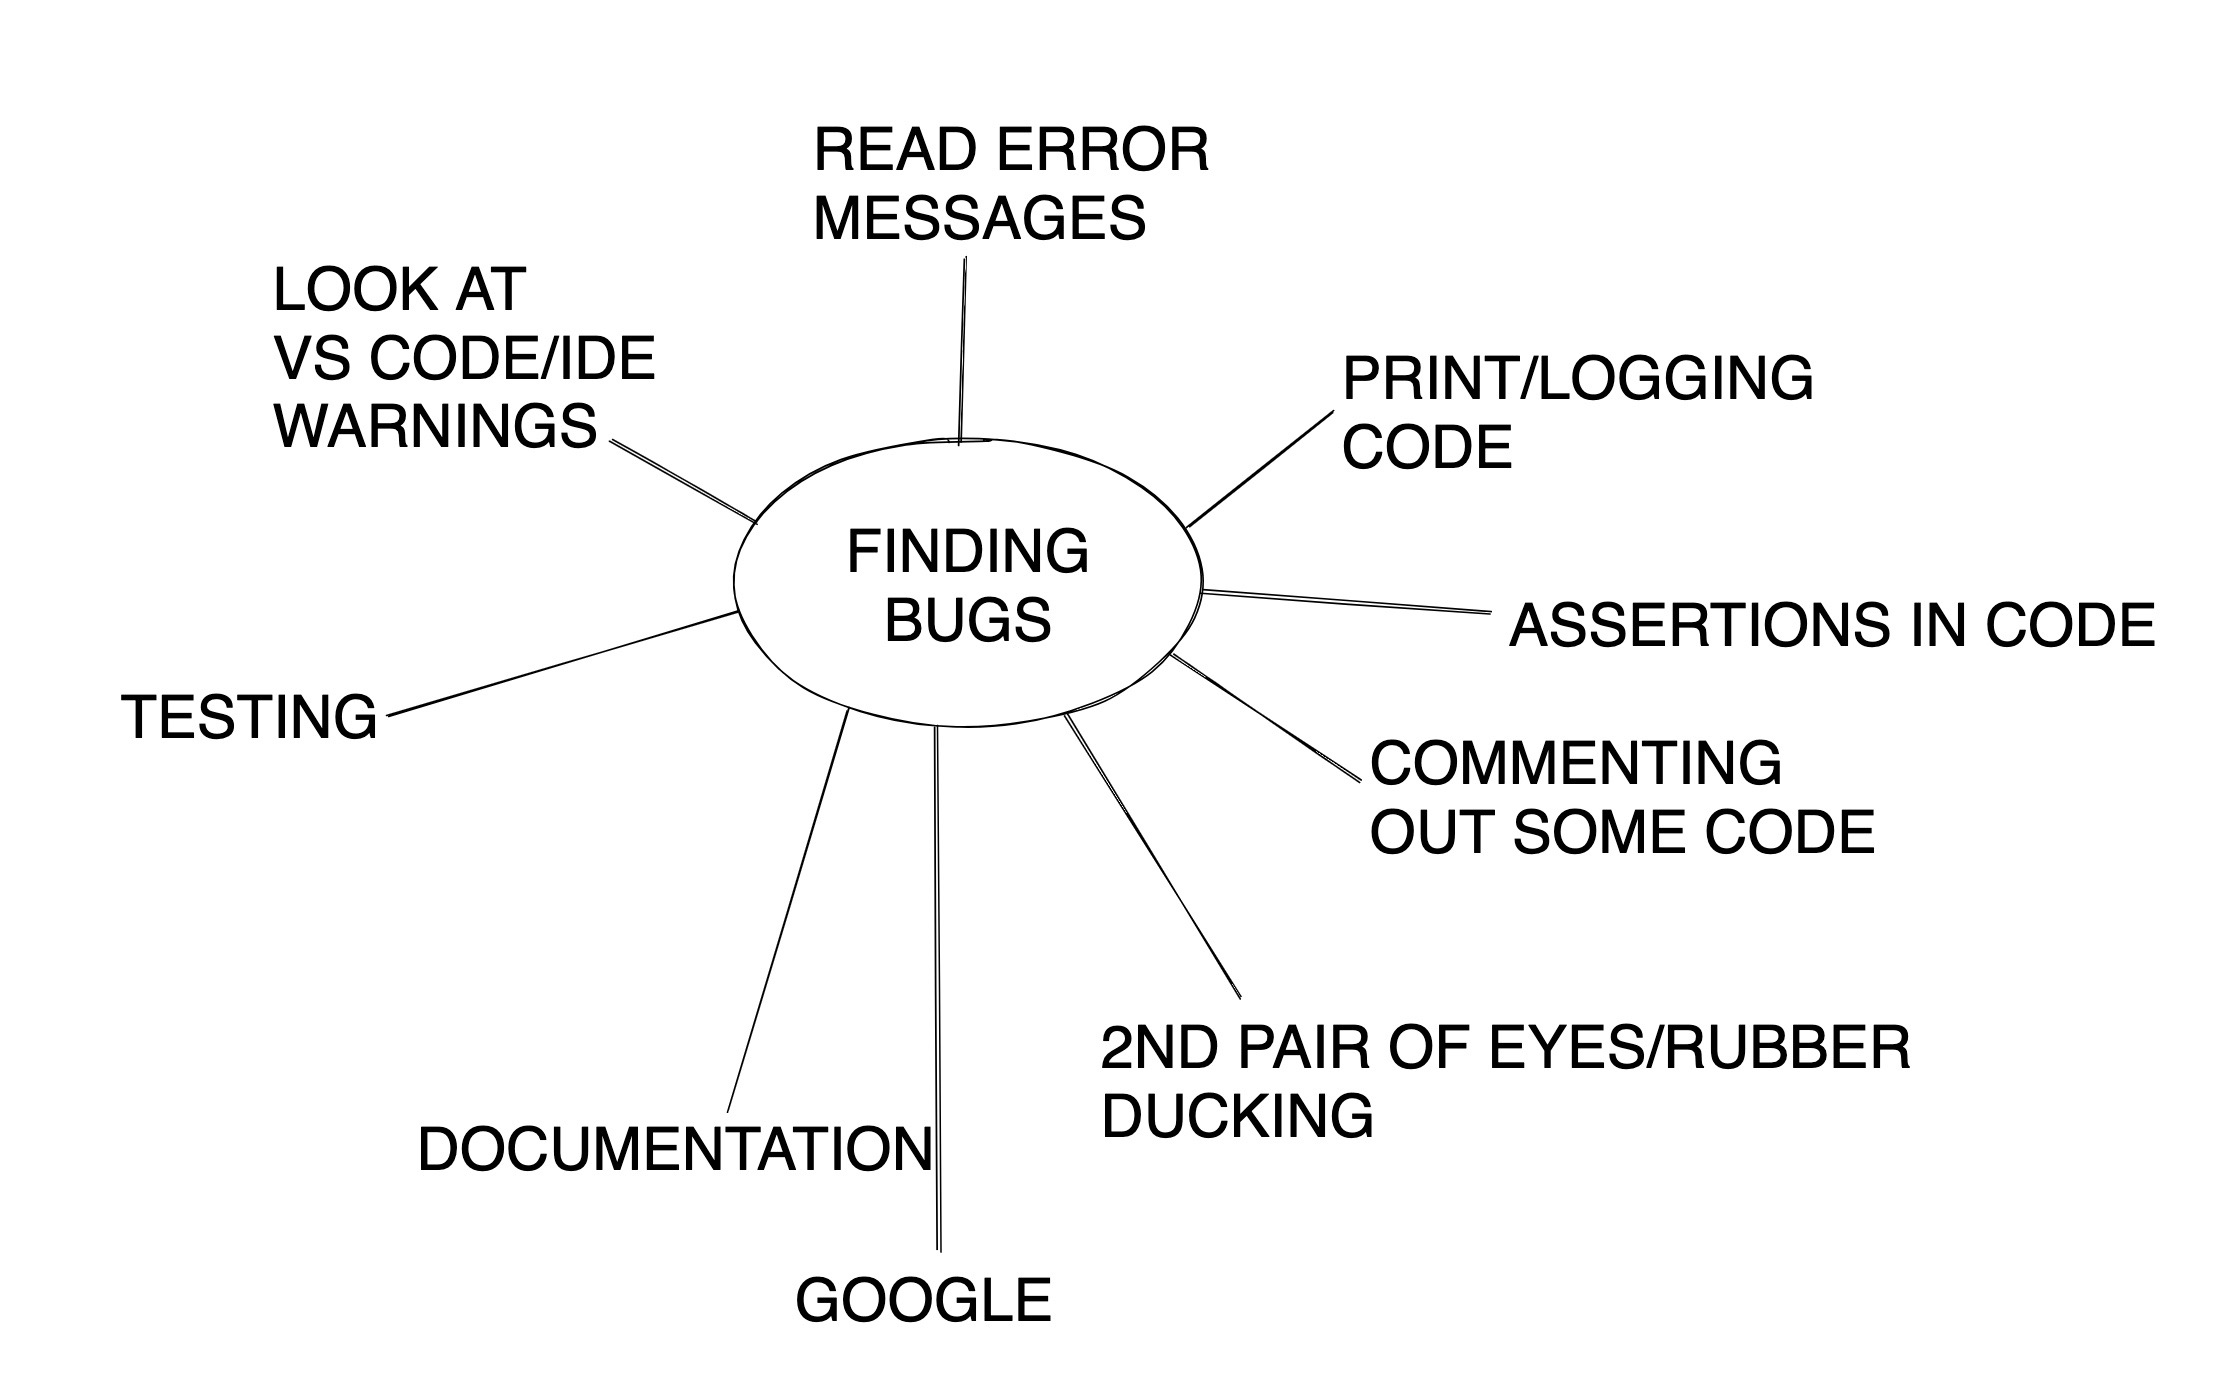 READ ERROR
MESSAGES
LOOK AT
VS CODE/IDE
WARNINGS
PRINT/LOGGING
CODE
FINDING
BUGS
ASSERTIONS IN CODE
TESTING
COMMENTING
OUT SOME CODE
2ND PAIR OF EYES/RUBBER
DUCKING
DOCUMENTATION
GOOGLE